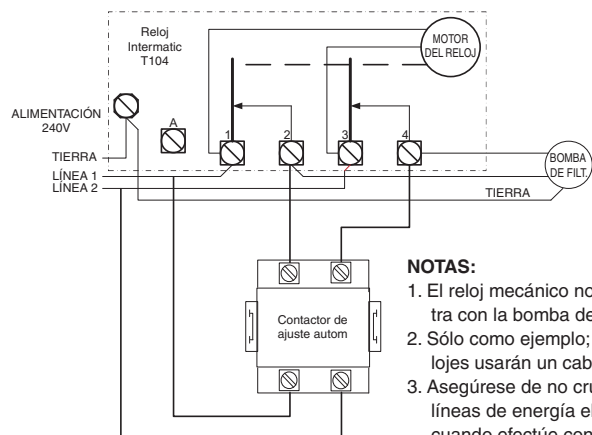 Reloj
Intermatic
T104
MOTOR
DEL RELOJ
ALIMENTACIÓN
240V
A
1
2
3
4
TIERRA
LÍNEA 1
LÍNEA 2
BOMBA
DE FILT.
TIERRA
Contactor de
ajuste autom
NOTAS:
1. El reloj mecánico no
tra con la bomba de
2. Sólo como ejemplo;
lojes usarán un cab
3. Asegúrese de no cru
líneas de energía el